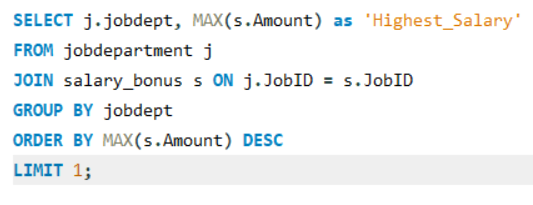 SELECT j.jobdept, MAX(s.Amount) as 'Highest_Salary'
FROM jobdepartment j
JOIN salary_bonus s ON j.JobID = s.JobID
GROUP BY jobdept
ORDER BY MAX(s.Amount) DESC
LIMIT 1;